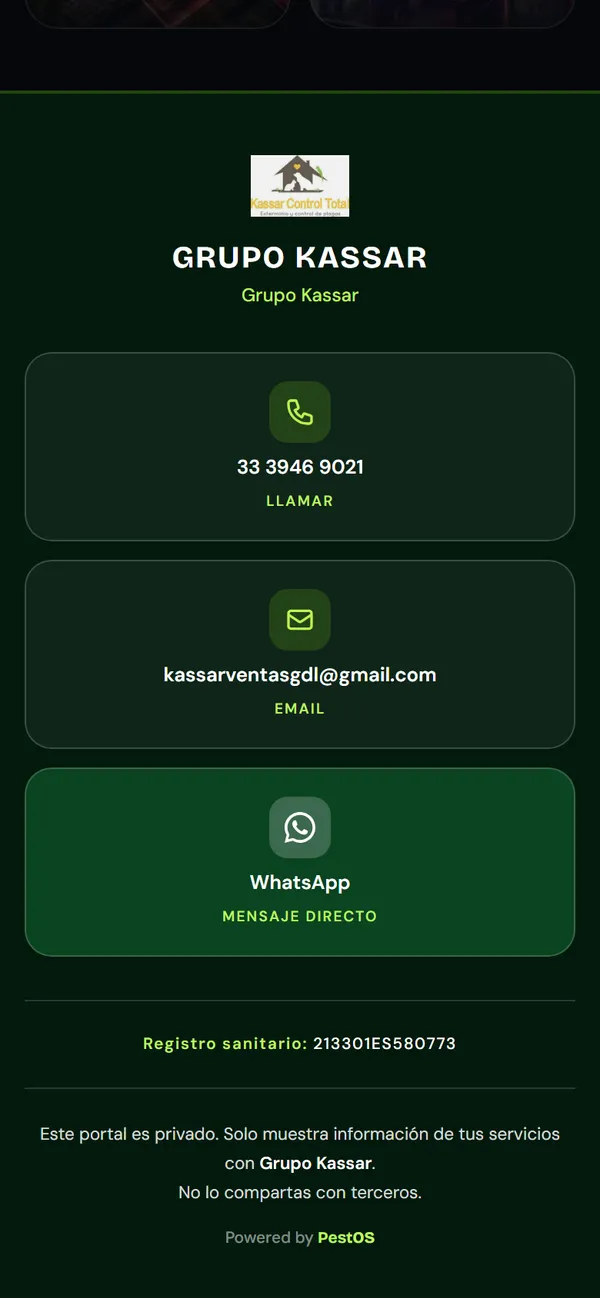 Kassar Control Total
Exterminio y control de plagas
GRUPO KASSAR
Grupo Kassar
33 3946 9021
LLAMAR
kassarventasgdl@gmail.com
EMAIL
WhatsApp
MENSAJE DIRECTO
Registro sanitario: 213301ES580773
Este portal es privado. Solo muestra información de tus servicios
con Grupo Kassar.
No lo compartas con terceros.
Powered by PestOS